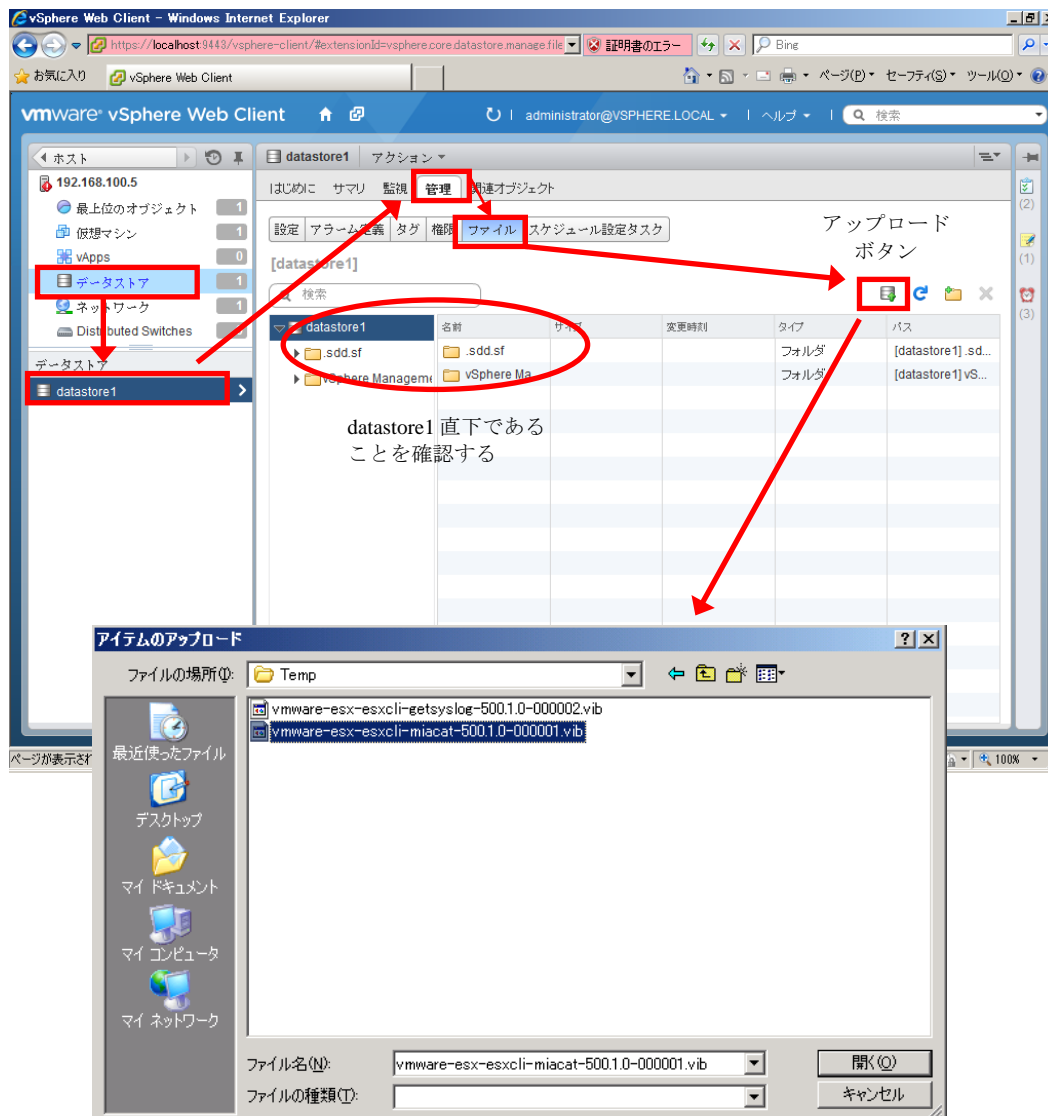 vSphere Web Client - Windows Internet Explorer
https://localhost:9443/vsphere-client/#extensionId=vsphere.core.datastore.manage.file
証明書のエラー
Bing
お気に入り
vSphere Web Client
ページ(P)
セーフティ(S)
ツール(O)
vmware® vSphere Web Client
administrator@VSPHERE.LOCAL
ヘルプ
検索
ホスト
datastore1
アクション
192.168.100.5
はじめに サマリ 監視 管理 関連オブジェクト
(2)
最上位のオブジェクト 1
仮想マシン 1
vApps 0
データストア 1
ネットワーク 1
Distributed Switches
設定 アラーム定義 タグ 権限 ファイル スケジュール設定タスク
アップロード
ボタン
(1)
[datastore1]
検索
(3)
データストア
datastore1
datastore1
.sdd.sf
vSphere Manageme
名前 サイズ 変更時刻 タイプ パス
.sdd.sf フォルダ [datastore1] .sd...
vSphere Ma... フォルダ [datastore1] vS...
datastore1 直下である
ことを確認する
アイテムのアップロード
ファイルの場所(I):
Temp
vmware-esx-esxcli-getsyslog-500.1.0-000002.vib
vmware-esx-esxcli-miacat-500.1.0-000001.vib
最近使ったファイル
デスクトップ
マイ ドキュメント
マイ コンピュータ
マイ ネットワーク
ファイル名(N):
vmware-esx-esxcli-miacat-500.1.0-000001.vib
開く(O)
ファイルの種類(T):
キャンセル
ページが表示され
100%